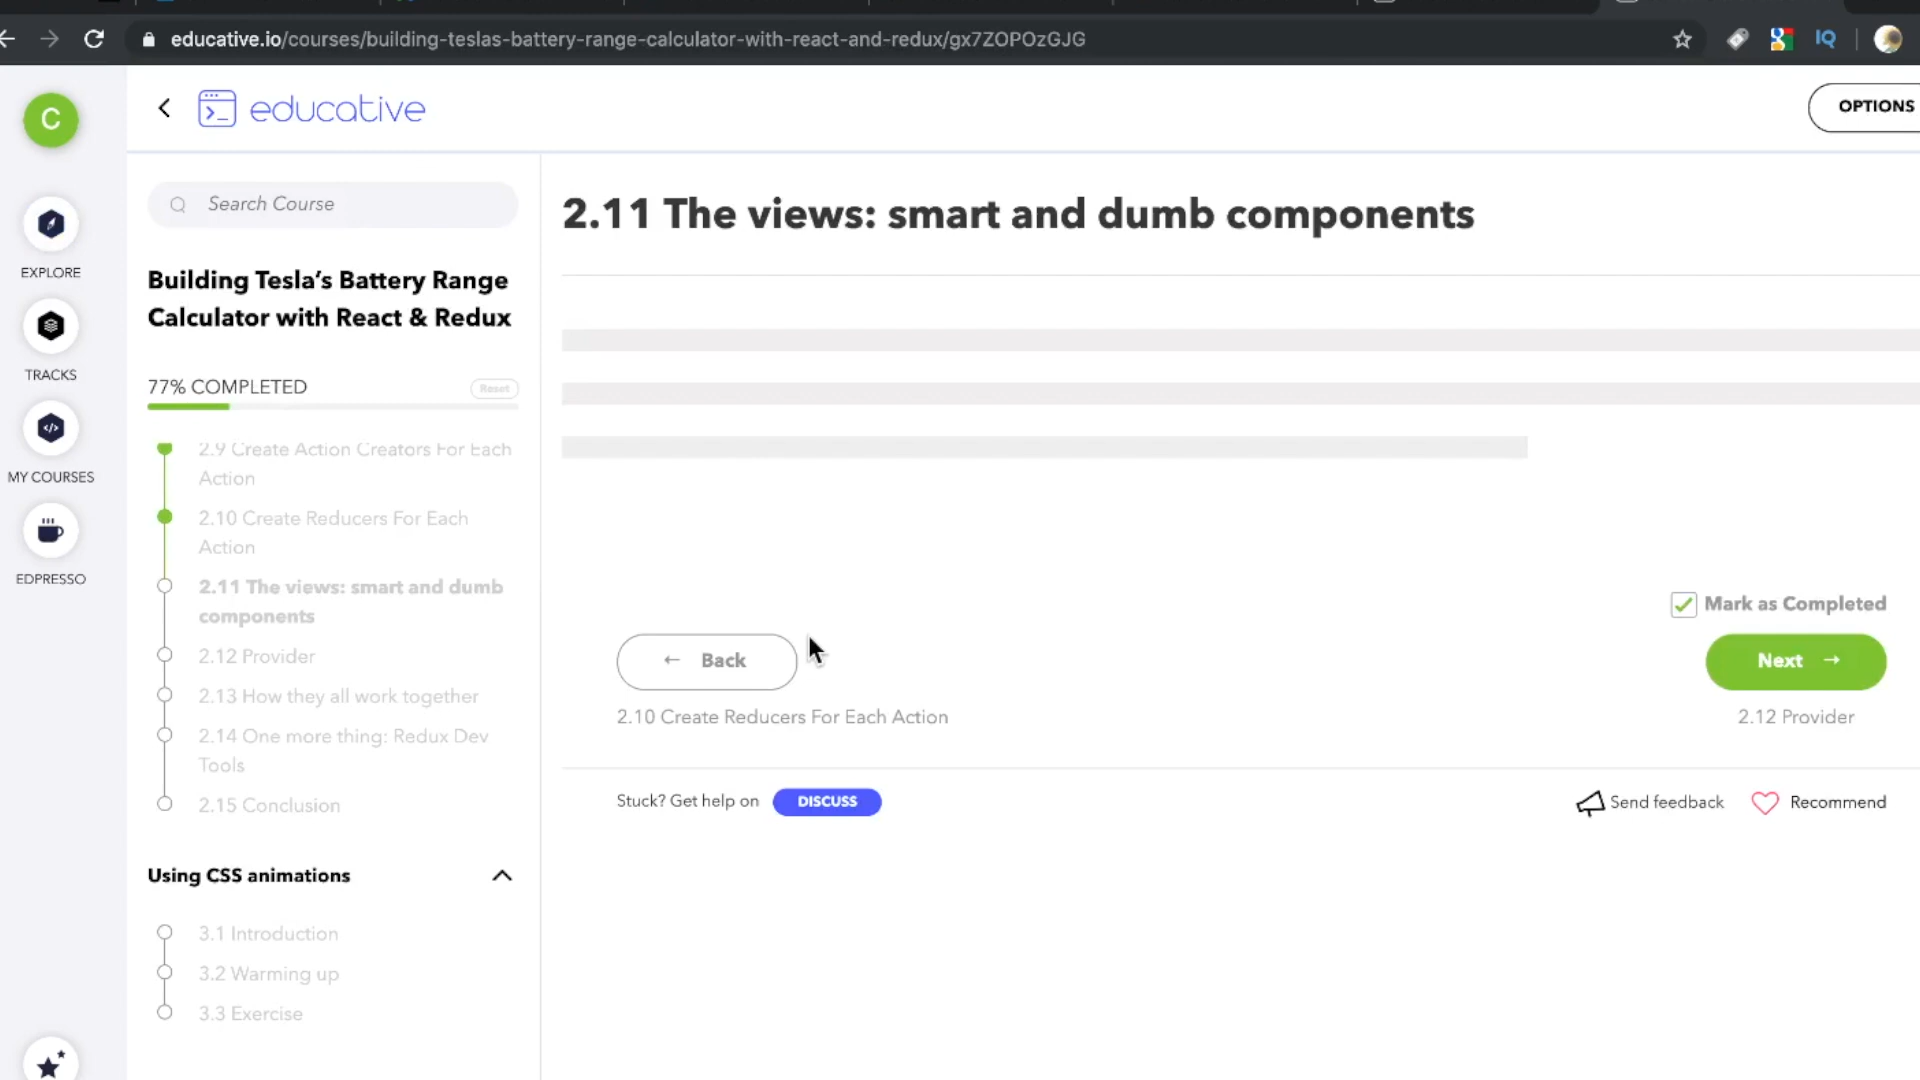 educative.io/courses/building-teslas-battery-range-calculator-with-react-and-redux/gx7ZOPOzGJG
IQ
C
educative
OPTIONS
EXPLORE
TRACKS
MY COURSES
EDPRESSO
Search Course
Building Tesla's Battery Range
Calculator with React & Redux
77% COMPLETED
Reset
2.9 Create Action Creators For Each
Action
2.10 Create Reducers For Each
Action
2.11 The views: smart and dumb
components
2.12 Provider
2.13 How they all work together
2.14 One more thing: Redux Dev
Tools
2.15 Conclusion
Using CSS animations
3.1 Introduction
3.2 Warming up
3.3 Exercise
2.11 The views: smart and dumb components
Mark as Completed
← Back
Next →
2.10 Create Reducers For Each Action
2.12 Provider
Stuck? Get help on DISCUSS
Send feedback
Recommend